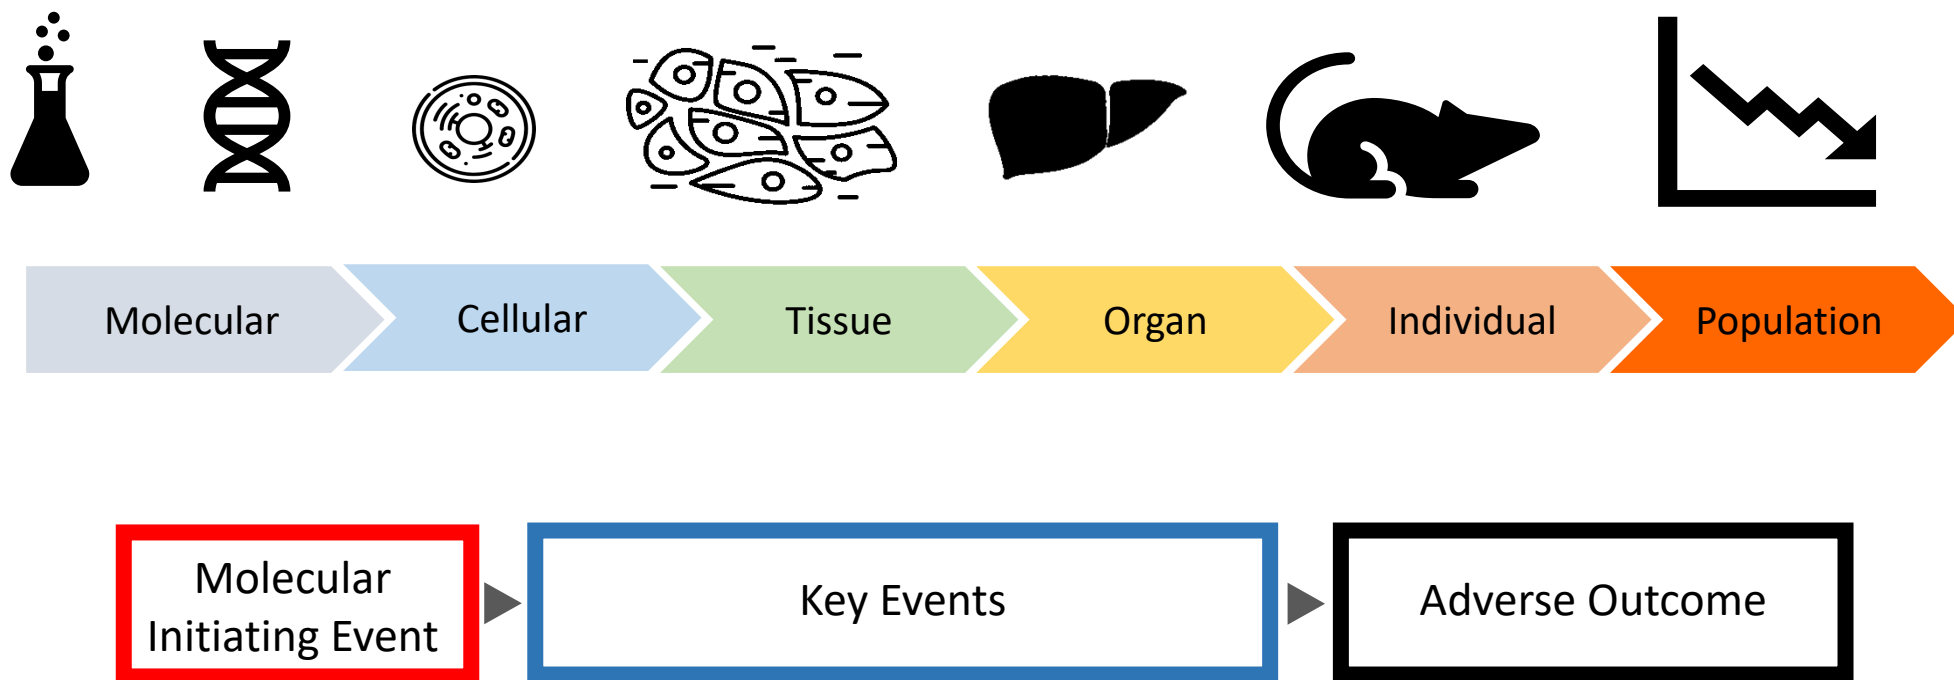 Molecular
Cellular
Tissue
Organ
Individual
Population
Molecular
Initiating Event
Key Events
Adverse Outcome